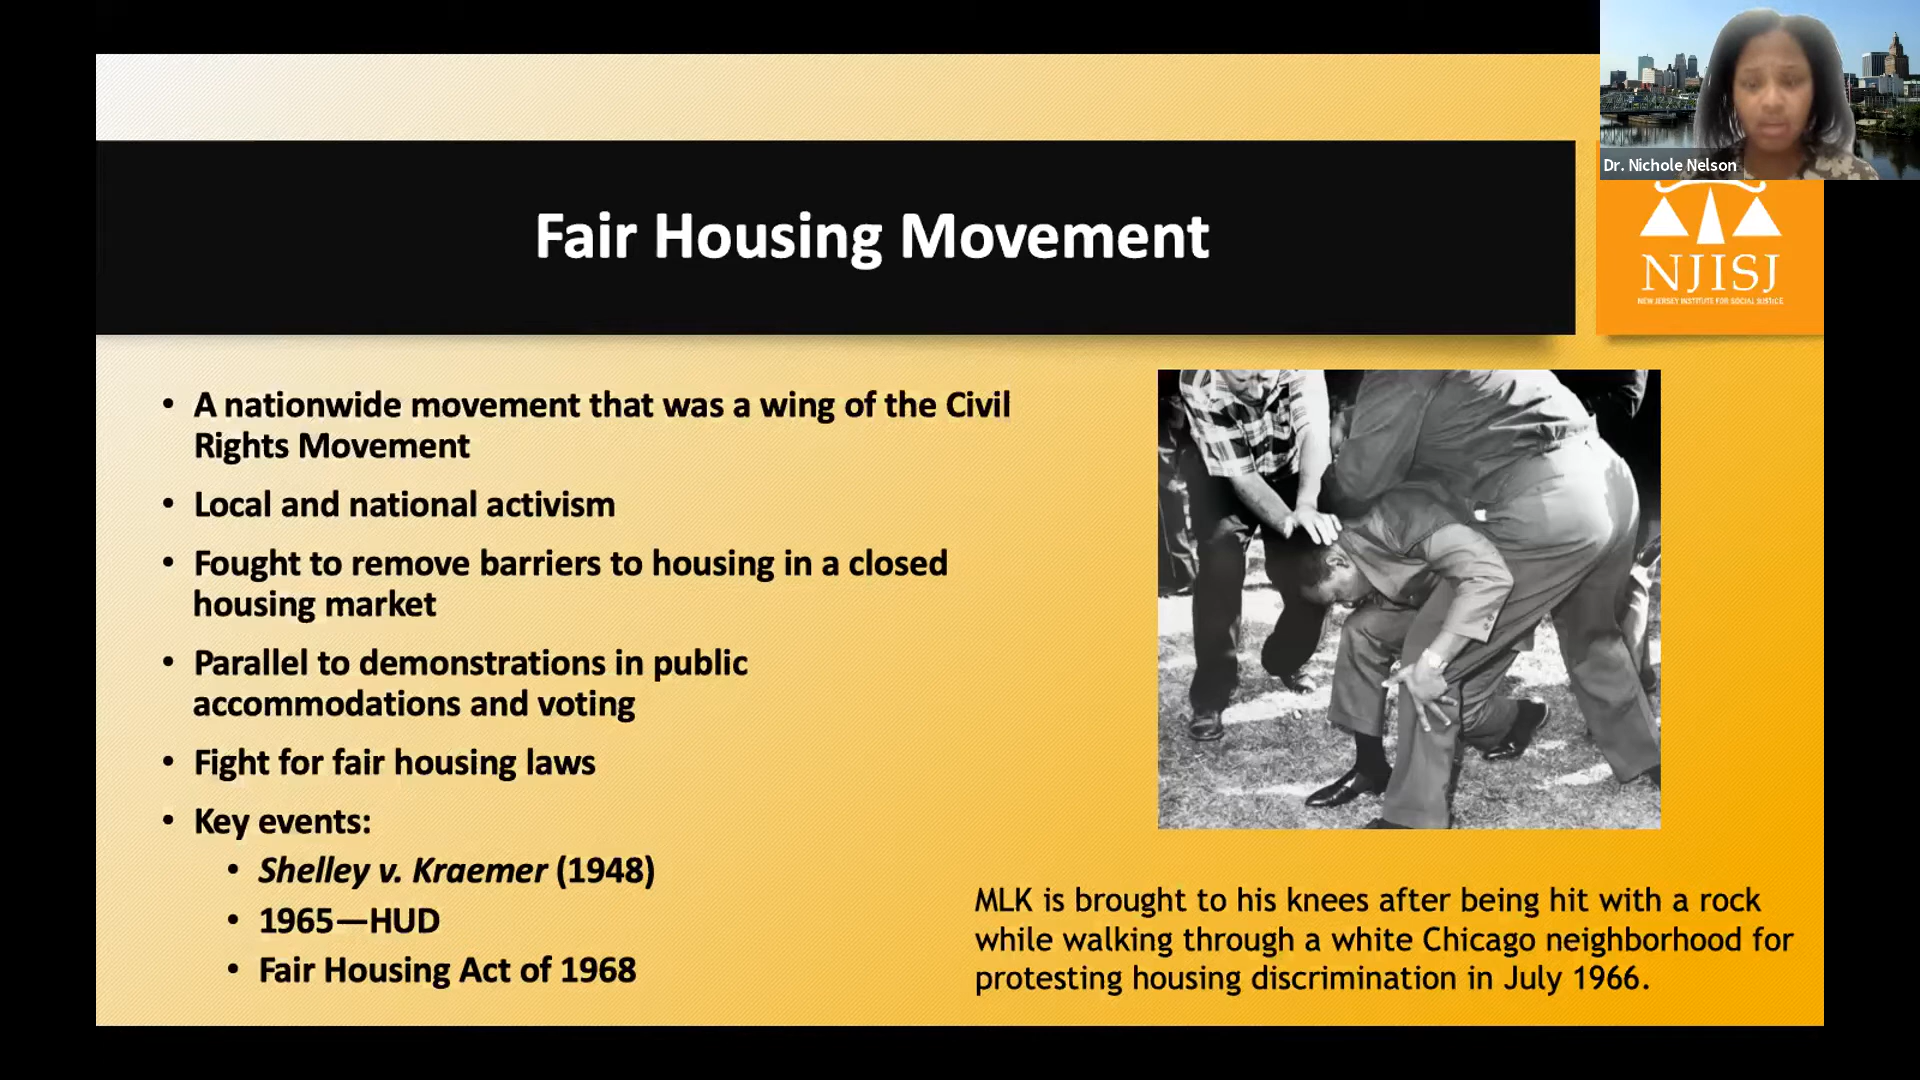 Dr. Nichole Nelson
Fair Housing Movement
NJISJ
NEW JERSEY INSTITUTE FOR SOCIAL JUSTICE
• A nationwide movement that was a wing of the Civil
Rights Movement
• Local and national activism
• Fought to remove barriers to housing in a closed
housing market
• Parallel to demonstrations in public
accommodations and voting
• Fight for fair housing laws
• Key events:
• Shelley v. Kraemer (1948)
• 1965—HUD
• Fair Housing Act of 1968
MLK is brought to his knees after being hit with a rock
while walking through a white Chicago neighborhood for
protesting housing discrimination in July 1966.